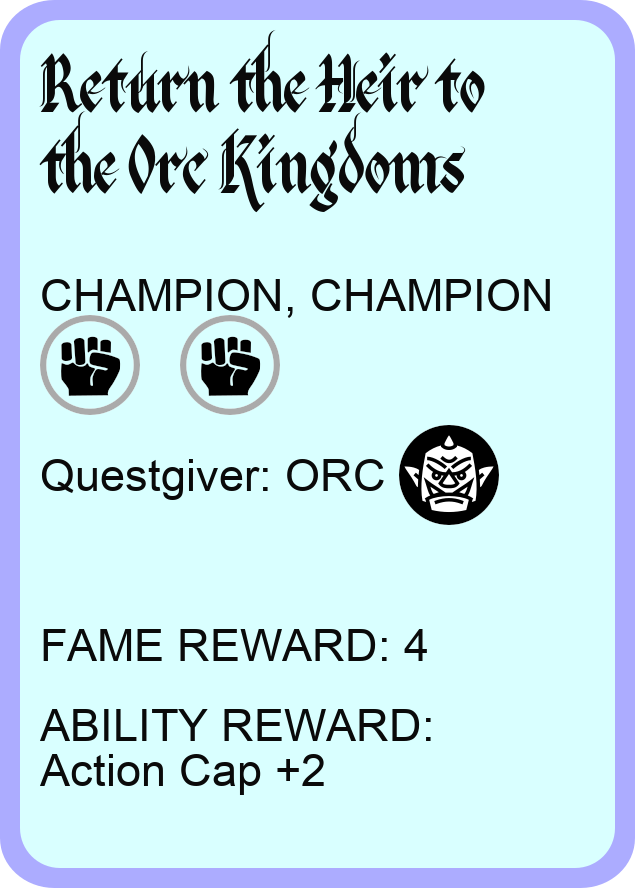 Return the Heir to
the Orc Kingdoms
CHAMPION, CHAMPION
Questgiver: ORC
FAME REWARD: 4
ABILITY REWARD:
Action Cap +2